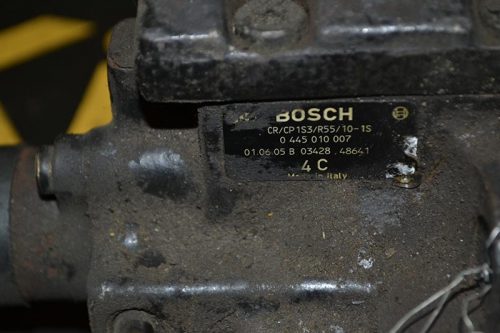 BOSCH
CR/CP1S3/R55/10-1S
0 445 010 007
01.06.05 B 03428 48641
4 C
Made in Italy